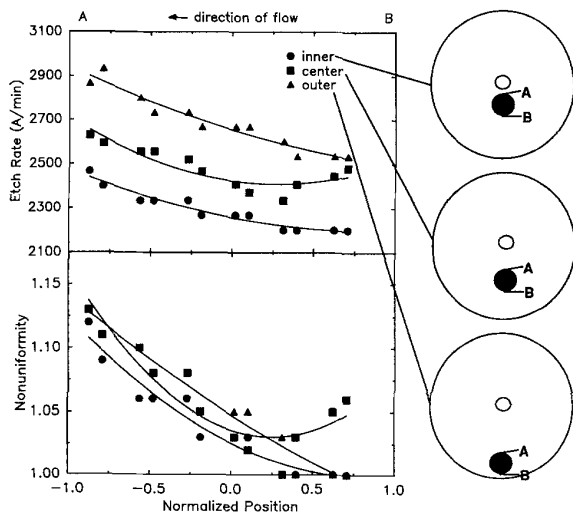 A ← direction of flow B
3100
2900
2700
2500
2300
2100
Etch Rate (A/min)
● inner
■ center
▲ outer
A
B
A
B
A
B
1.15
1.10
1.05
1.00
Nonuniformity
-1.0 -0.5 0.0 0.5 1.0
Normalized Position